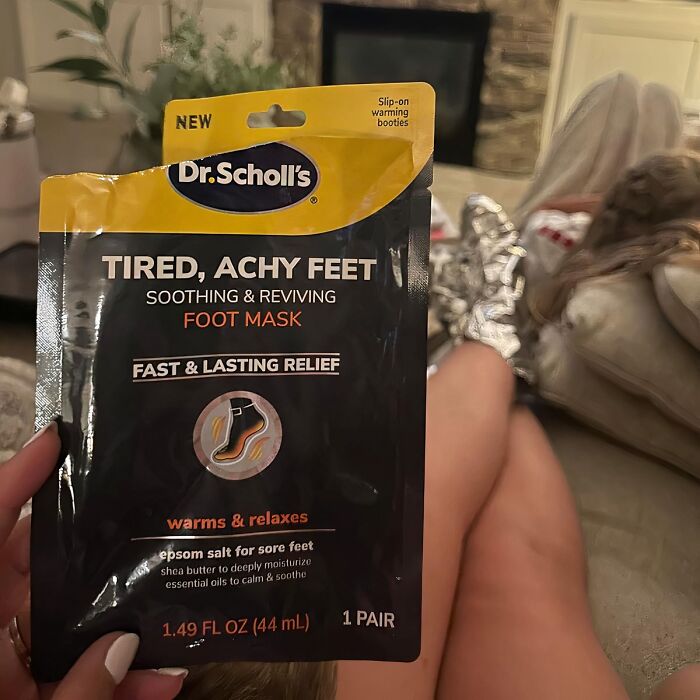 NEW
Slip-on
warming
booties
Dr.Scholl's®
TIRED, ACHY FEET
SOOTHING & REVIVING
FOOT MASK
FAST & LASTING RELIEF
warms & relaxes
epsom salt for sore feet
shea butter to deeply moisturize
essential oils to calm & soothe
1.49 FL OZ (44 mL)
1 PAIR